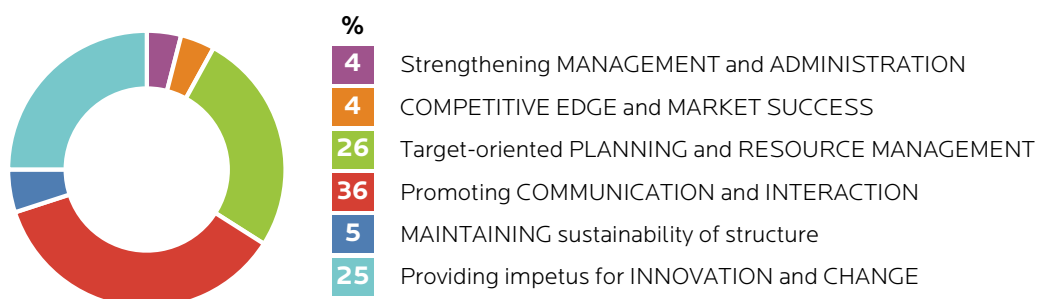 %
4 Strengthening MANAGEMENT and ADMINISTRATION
4 COMPETITIVE EDGE and MARKET SUCCESS
26 Target-oriented PLANNING and RESOURCE MANAGEMENT
36 Promoting COMMUNICATION and INTERACTION
5 MAINTAINING sustainability of structure
25 Providing impetus for INNOVATION and CHANGE